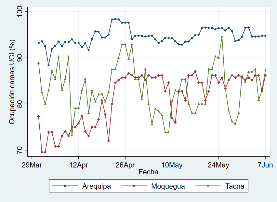 Ocupación camas UCI (%)
100
90
80
70
29Mar 12Apr 26Apr 10May 24May 7Jun
Fecha
Arequipa Moquegua Tacna